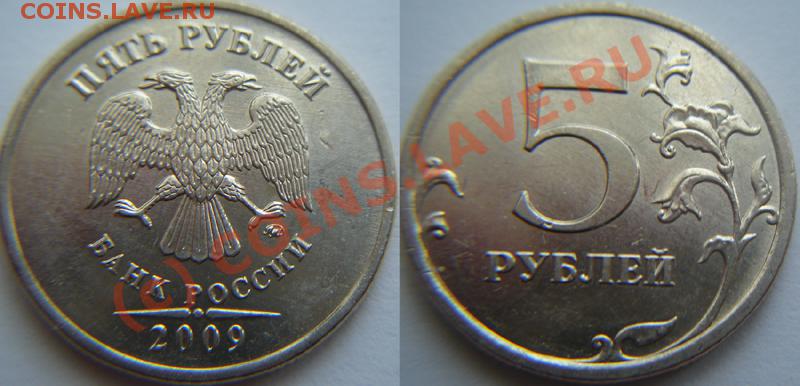 COINS.LAVE.RU
ПЯТЬ РУБЛЕЙ
БАНК РОССИИ
2009
5
РУБЛЕЙ
(c) COINS.LAVE.RU